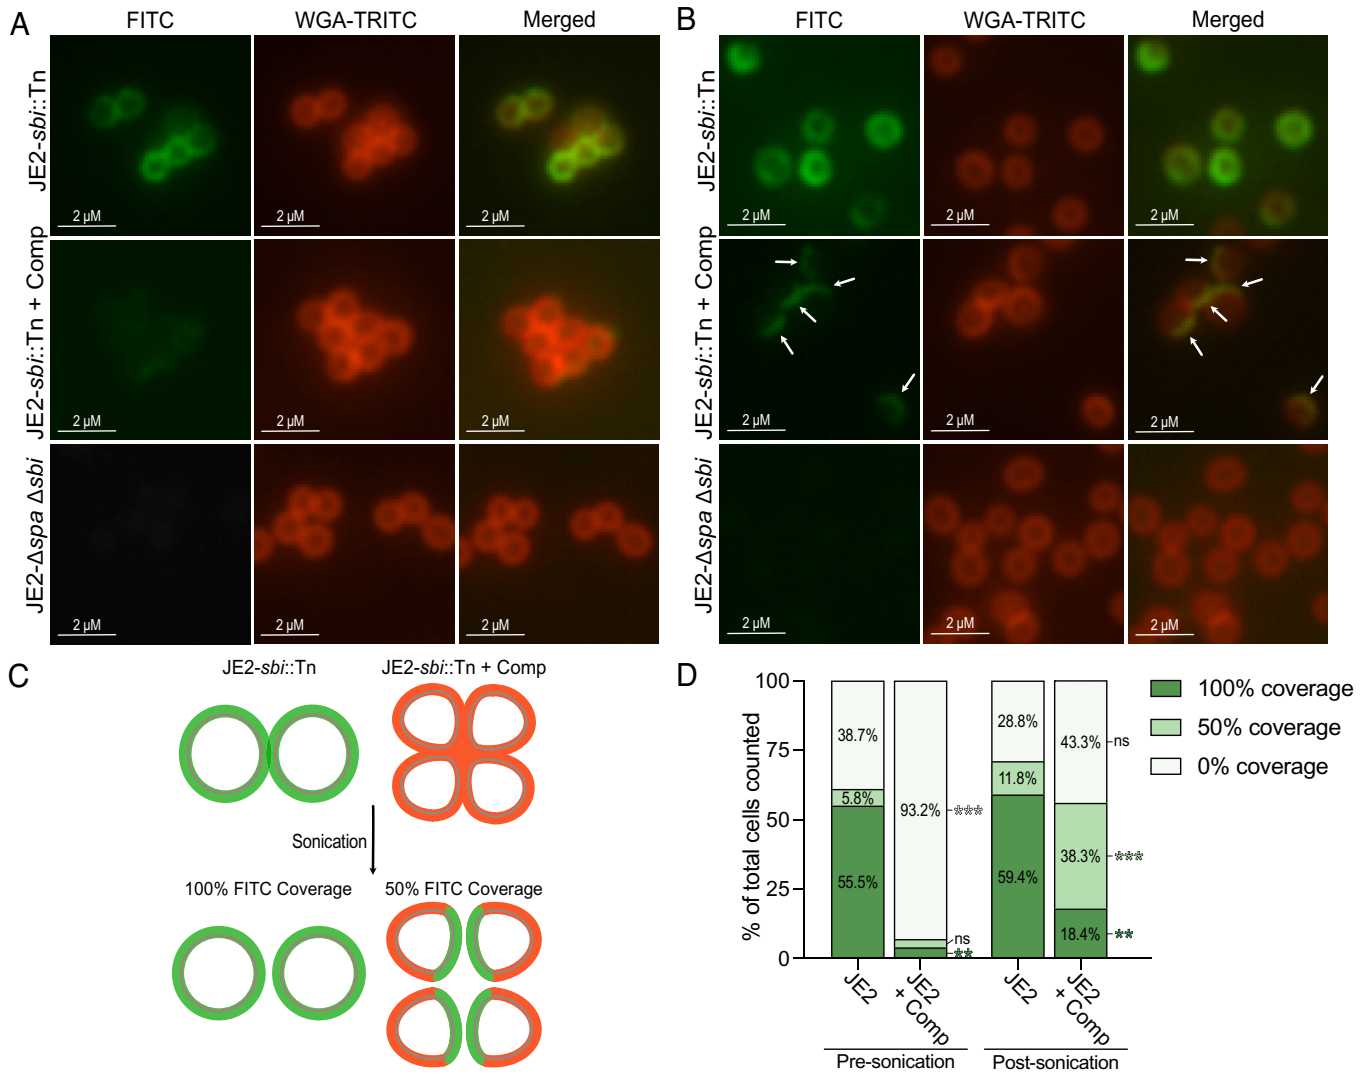 A
FITC
WGA-TRITC
Merged
JE2-sbi::Tn
2 µM
2 µM
2 µM
JE2-sbi::Tn + Comp
2 µM
2 µM
2 µM
JE2-Δspa Δsbi
2 µM
2 µM
2 µM
B
FITC
WGA-TRITC
Merged
JE2-sbi::Tn
2 µM
2 µM
2 µM
JE2-sbi::Tn + Comp
2 µM
2 µM
2 µM
JE2-Δspa Δsbi
2 µM
2 µM
2 µM
C
JE2-sbi::Tn
JE2-sbi::Tn + Comp
Sonication
100% FITC Coverage
50% FITC Coverage
D
% of total cells counted
100
75
50
25
0
38.7%
5.8%
55.5%
93.2%
***
ns
**
28.8%
11.8%
59.4%
43.3%
ns
38.3%
***
18.4%
**
JE2
JE2
+ Comp
JE2
JE2
+ Comp
Pre-sonication
Post-sonication
100% coverage
50% coverage
0% coverage